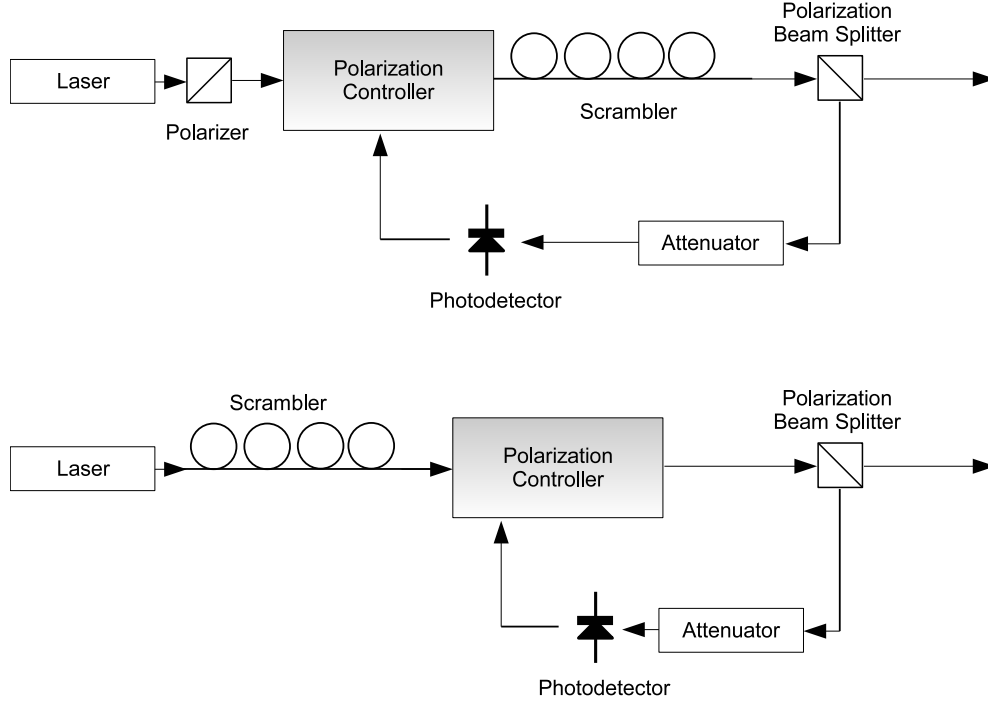 Polarization
Beam Splitter
Laser
Polarization
Controller
Polarizer
Scrambler
Attenuator
Photodetector
Polarization
Beam Splitter
Scrambler
Laser
Polarization
Controller
Attenuator
Photodetector